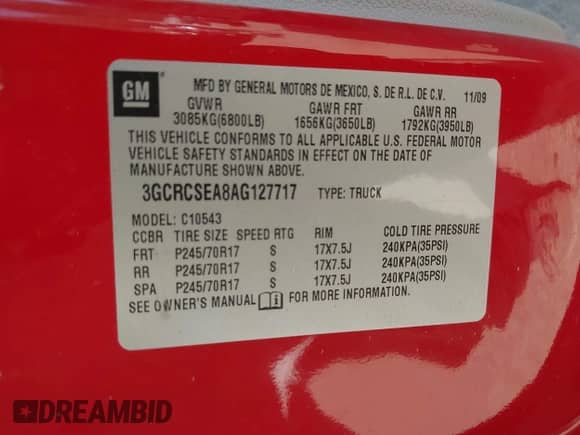 GM
MFD BY GENERAL MOTORS DE MEXICO, S. DE R.L. DE C.V. 11/09
GVWR GAWR FRT GAWR RR
3085KG(6800LB) 1656KG(3650LB) 1792KG(3950LB)
THIS VEHICLE CONFORMS TO ALL APPLICABLE U.S. FEDERAL MOTOR
VEHICLE SAFETY STANDARDS IN EFFECT ON THE DATE OF
MANUFACTURE SHOWN ABOVE.
3GCRCSEA8AG127717 TYPE: TRUCK
MODEL: C10543
CCBR TIRE SIZE SPEED RTG RIM COLD TIRE PRESSURE
FRT P245/70R17 S 17X7.5J 240KPA(35PSI)
RR P245/70R17 S 17X7.5J 240KPA(35PSI)
SPA P245/70R17 S 17X7.5J 240KPA(35PSI)
SEE OWNER'S MANUAL FOR MORE INFORMATION.
DREAMBID